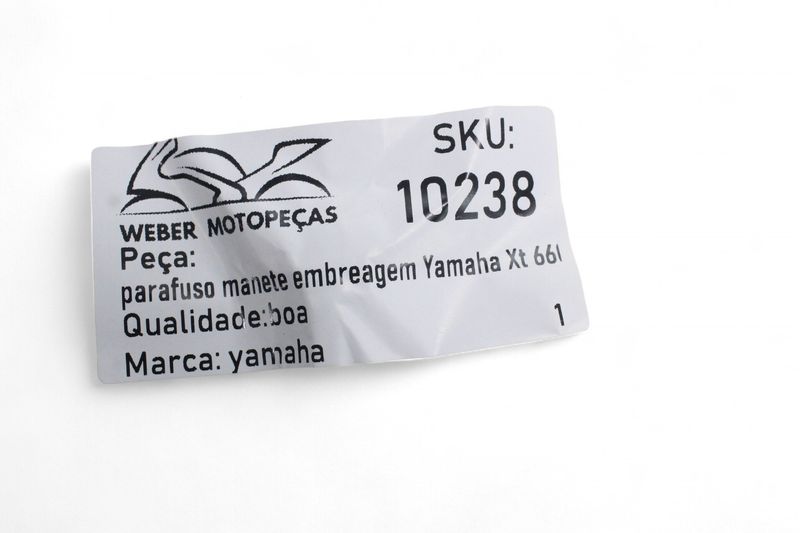 SKU:
10238
WEBER MOTOPEÇAS
Peça:
parafuso manete embreagem Yamaha Xt
Qualidade:boa
1
Marca: yamaha